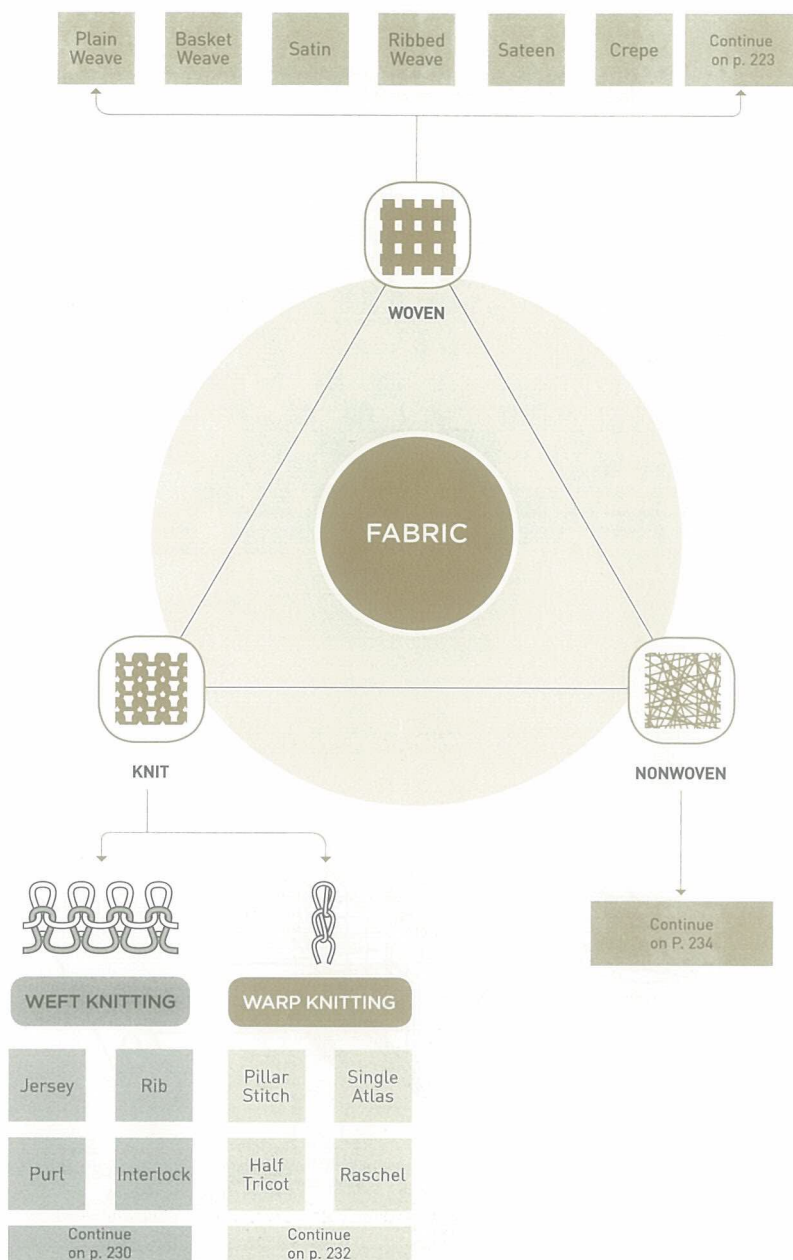 Plain
Weave
Basket
Weave
Satin
Ribbed
Weave
Sateen
Crepe
Continue
on p. 223
WOVEN
FABRIC
KNIT
NONWOVEN
Continue
on P. 234
WEFT KNITTING
WARP KNITTING
Jersey
Rib
Pillar
Stitch
Single
Atlas
Purl
Interlock
Half
Tricot
Raschel
Continue
on p. 230
Continue
on p. 232